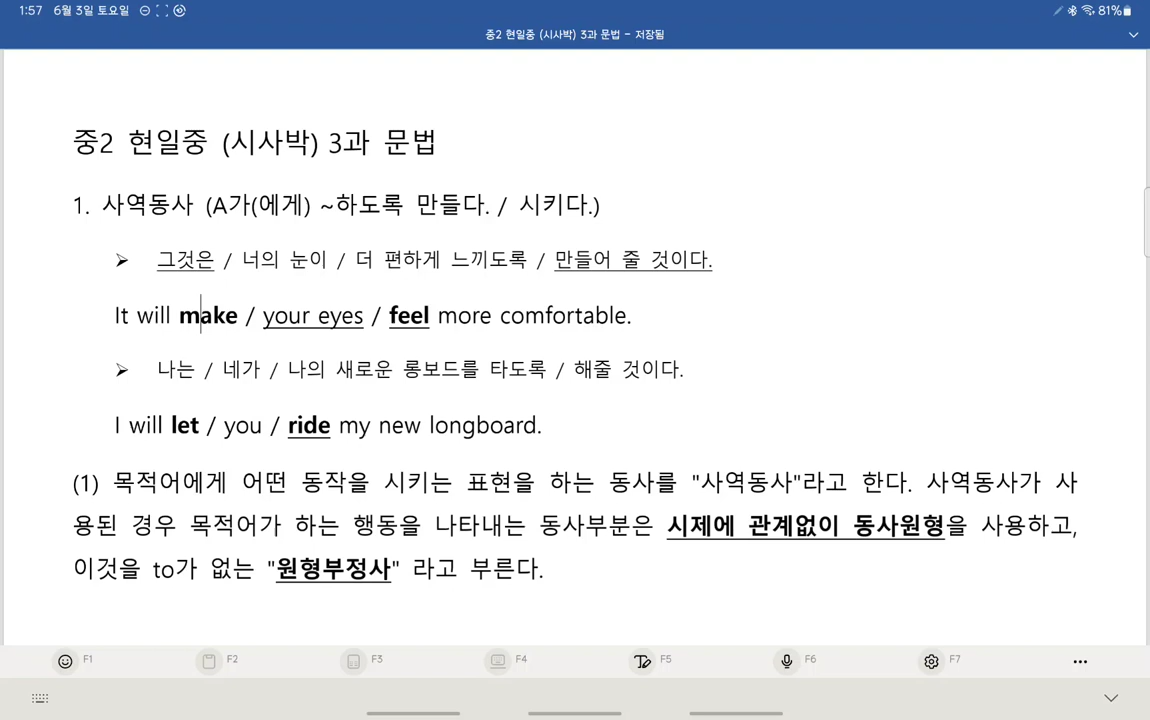 1:57 6월 3일 토요일 81%
중2 현일중 (시사박) 3과 문법 – 저장됨
중2 현일중 (시사박) 3과 문법
1. 사역동사 (A가(에게) ~하도록 만들다. / 시키다.)
➢ 그것은 / 너의 눈이 / 더 편하게 느끼도록 / 만들어 줄 것이다.
It will make / your eyes / feel more comfortable.
➢ 나는 / 네가 / 나의 새로운 롱보드를 타도록 / 해줄 것이다.
I will let / you / ride my new longboard.
(1) 목적어에게 어떤 동작을 시키는 표현을 하는 동사를 "사역동사"라고 한다. 사역동사가 사
용된 경우 목적어가 하는 행동을 나타내는 동사부분은 시제에 관계없이 동사원형을 사용하고,
이것을 to가 없는 "원형부정사" 라고 부른다.
F1 F2 F3 F4 F5 F6 F7